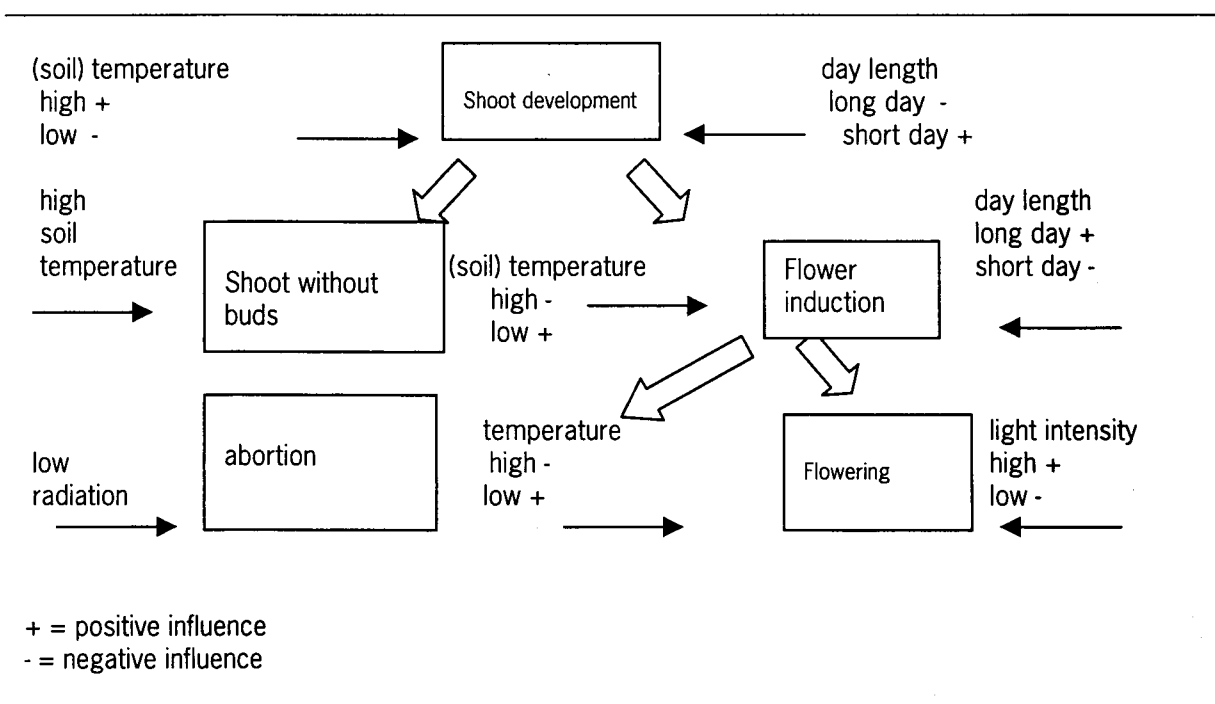 (soil) temperature
high +
low -
Shoot development
day length
long day -
short day +
high
soil
temperature
Shoot without
buds
(soil) temperature
high -
low +
Flower
induction
day length
long day +
short day -
low
radiation
abortion
temperature
high -
low +
Flowering
light intensity
high +
low -
+ = positive influence
- = negative influence